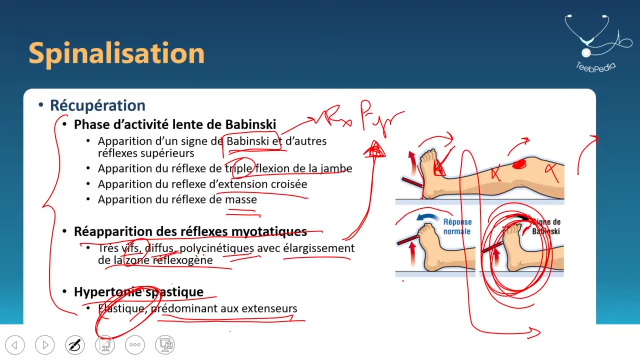 Spinalisation
TeebPedia
• Récupération
• Phase d'activité lente de Babinski
• Apparition d'un signe de Babinski et d'autres
réflexes supérieurs
• Apparition du réflexe de triple flexion de la jambe
• Apparition du reflexe d'extension croisée
• Apparition du réflexe de masse
• Réapparition des réflexes myotatiques
• Très vifs, diffus, polycinétiques avec élargissement
de la zone réflexogène
• Hypertonie spastique
• Elastique, prédominant aux extenseurs
Rx Pyr
Réponse
normale
Signe de
Babinski